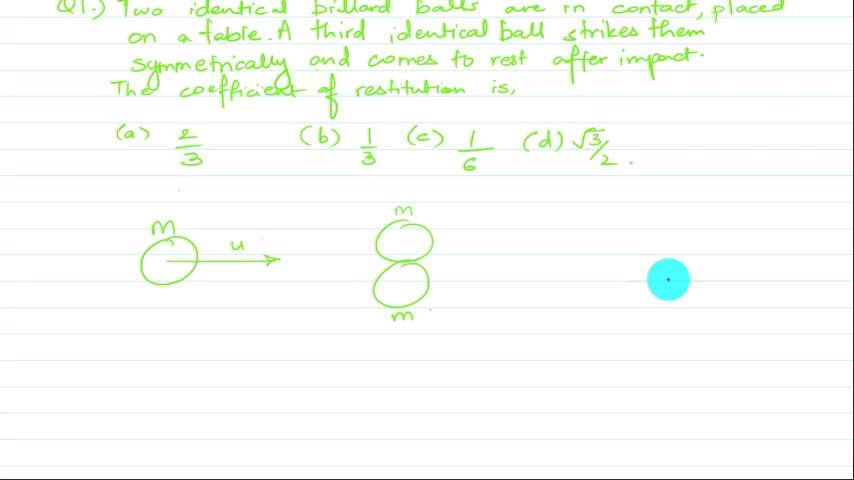 Q1.) Two identical billard balls are in contact, placed
on a table. A third identical ball strikes them
symmetrically and comes to rest after impact.
The coefficient of restitution is,
(a) 2/3 (b) 1/3 (c) 1/6 (d) √3/2.
m
M
u
m